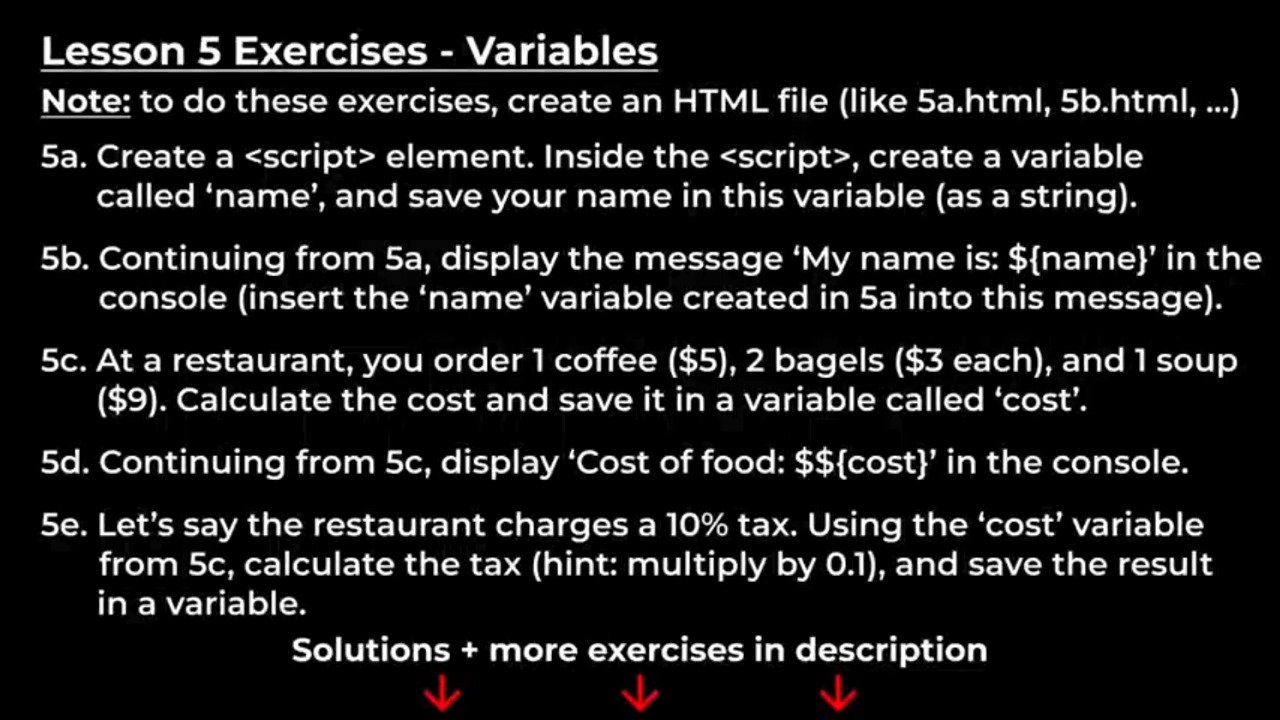 Lesson 5 Exercises - Variables
Note: to do these exercises, create an HTML file (like 5a.html, 5b.html, ...)
5a. Create a <script> element. Inside the <script>, create a variable
called ‘name’, and save your name in this variable (as a string).
5b. Continuing from 5a, display the message ‘My name is: ${name}’ in the
console (insert the ‘name’ variable created in 5a into this message).
5c. At a restaurant, you order 1 coffee ($5), 2 bagels ($3 each), and 1 soup
($9). Calculate the cost and save it in a variable called ‘cost’.
5d. Continuing from 5c, display ‘Cost of food: $${cost}’ in the console.
5e. Let’s say the restaurant charges a 10% tax. Using the ‘cost’ variable
from 5c, calculate the tax (hint: multiply by 0.1), and save the result
in a variable.
Solutions + more exercises in description